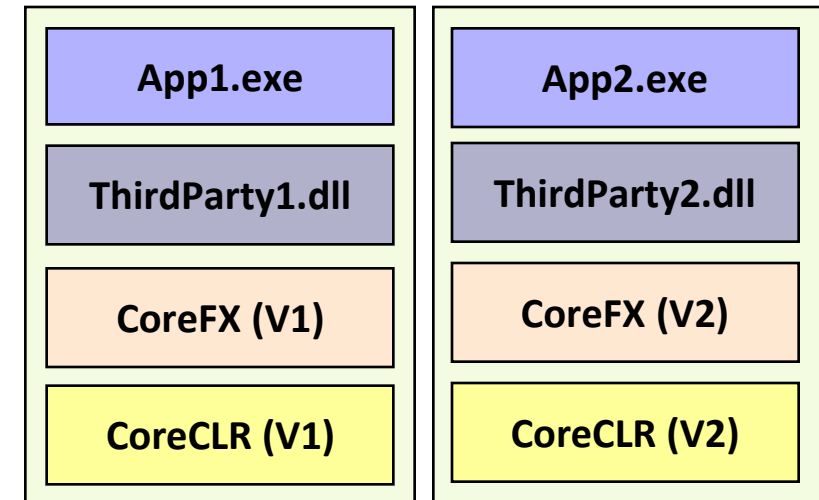 App1.exe
ThirdParty1.dll
CoreFX (V1)
CoreCLR (V1)
App2.exe
ThirdParty2.dll
CoreFX (V2)
CoreCLR (V2)